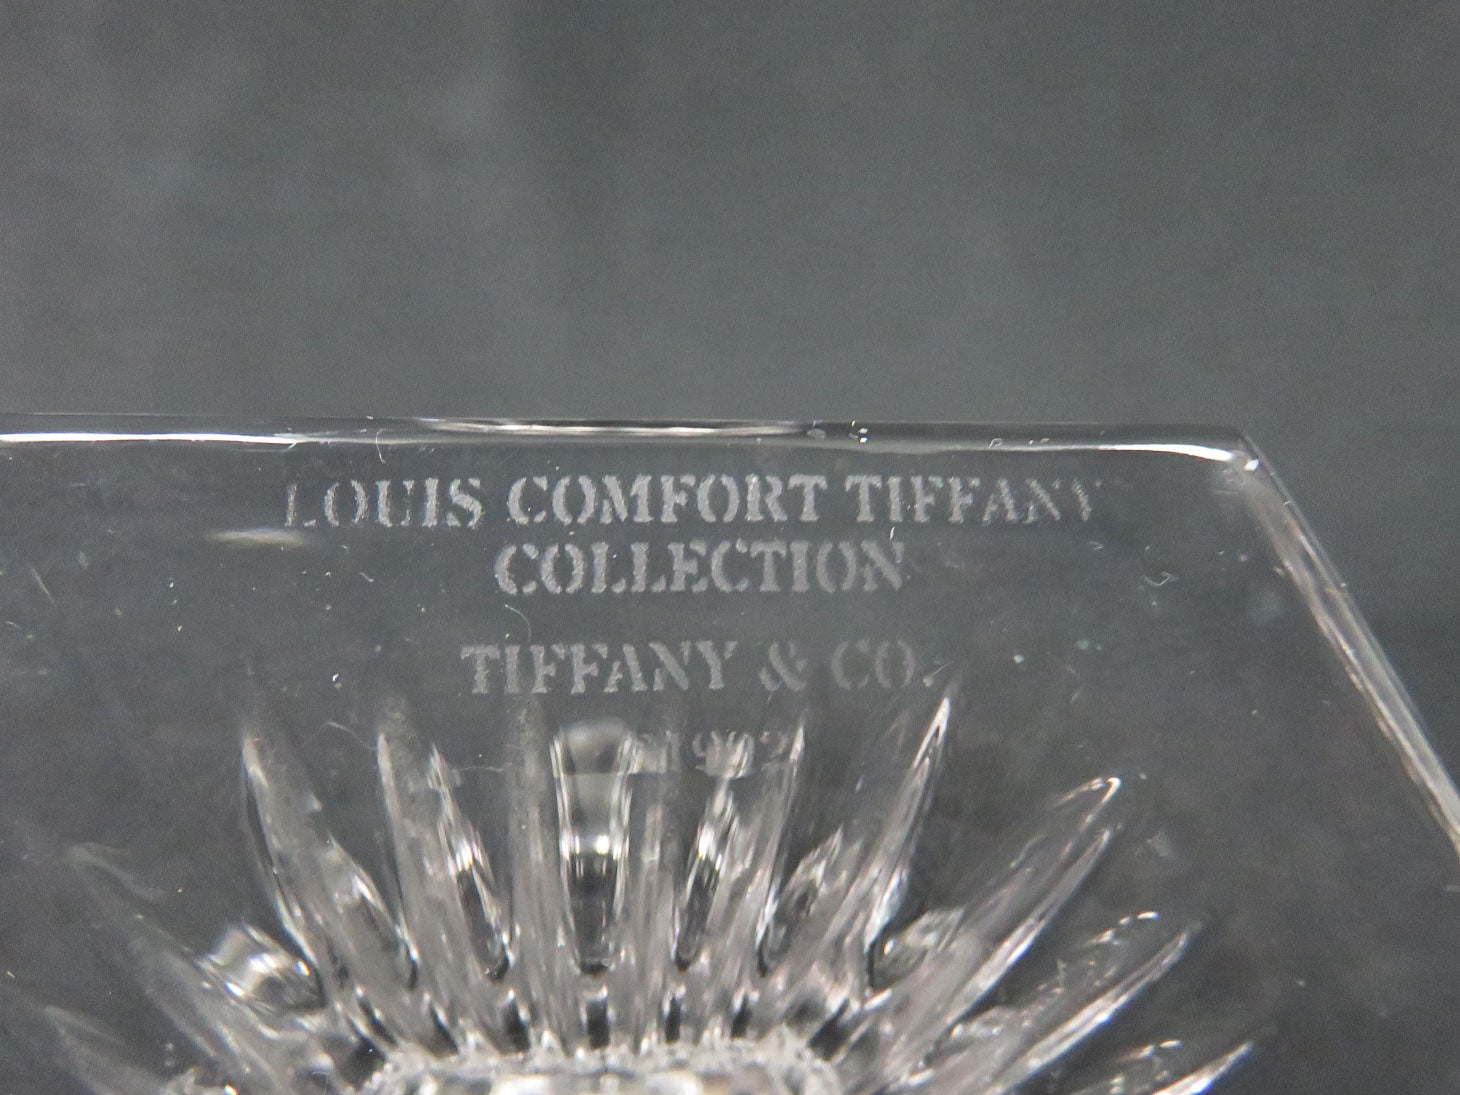 LOUIS COMFORT TIFFANY
COLLECTION
TIFFANY & CO.